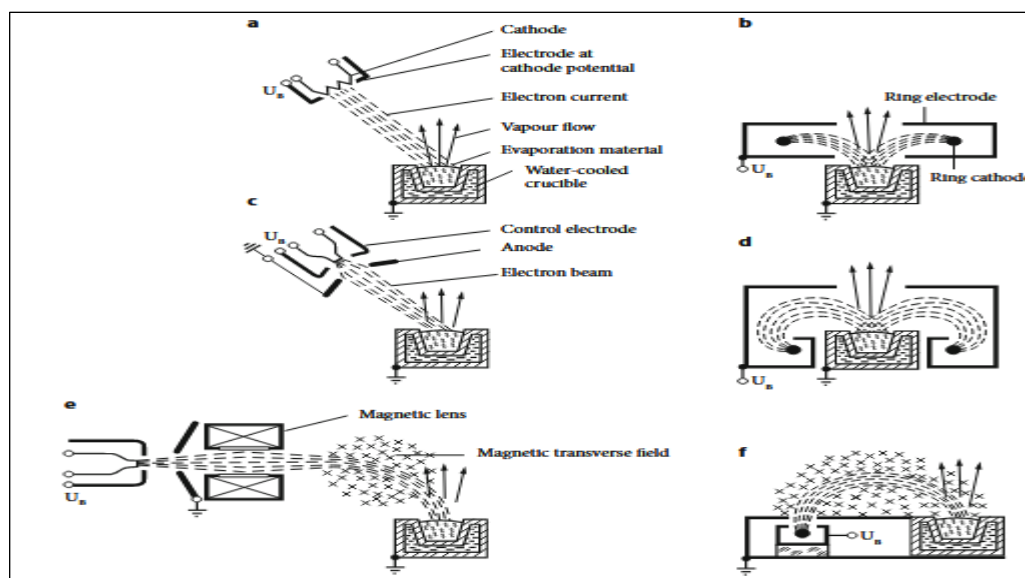 a
Cathode
Electrode at
cathode potential
U_B
Electron current
Vapour flow
Evaporation material
Water-cooled
crucible
b
Ring electrode
U_B
Ring cathode
c
Control electrode
U_B
Anode
Electron beam
d
U_B
e
Magnetic lens
Magnetic transverse field
U_B
f
U_B